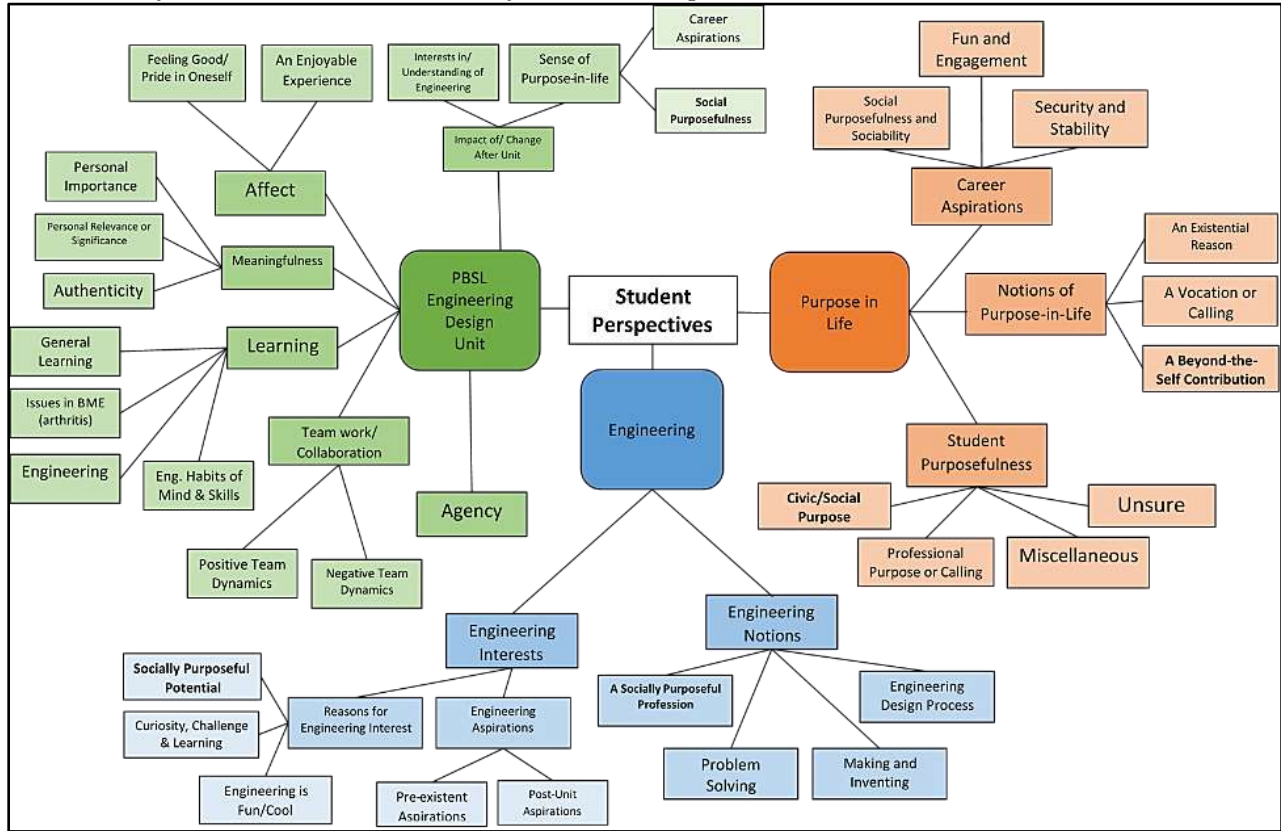 Career
Aspirations
Social
Purposefulness
Interests in/
Understanding of
Engineering
Sense of
Purpose-in-life
Impact of/ Change
After Unit
Feeling Good/
Pride in Oneself
An Enjoyable
Experience
Affect
Personal
Importance
Personal Relevance or
Significance
Authenticity
Meaningfulness
General
Learning
Issues in BME
(arthritis)
Engineering
Eng. Habits of
Mind & Skills
Learning
Team work/
Collaboration
Positive Team
Dynamics
Negative Team
Dynamics
Agency
PBSL
Engineering
Design
Unit
Student
Perspectives
Purpose in
Life
Engineering
Fun and
Engagement
Social
Purposefulness and
Sociability
Security and
Stability
Career
Aspirations
Notions of
Purpose-in-Life
An Existential
Reason
A Vocation or
Calling
A Beyond-the-
Self Contribution
Student
Purposefulness
Civic/Social
Purpose
Professional
Purpose or Calling
Miscellaneous
Unsure
Engineering
Interests
Reasons for
Engineering Interest
Engineering
Aspirations
Socially Purposeful
Potential
Curiosity, Challenge
& Learning
Engineering is
Fun/Cool
Pre-existent
Aspirations
Post-Unit
Aspirations
Engineering
Notions
A Socially Purposeful
Profession
Problem
Solving
Making and
Inventing
Engineering
Design Process